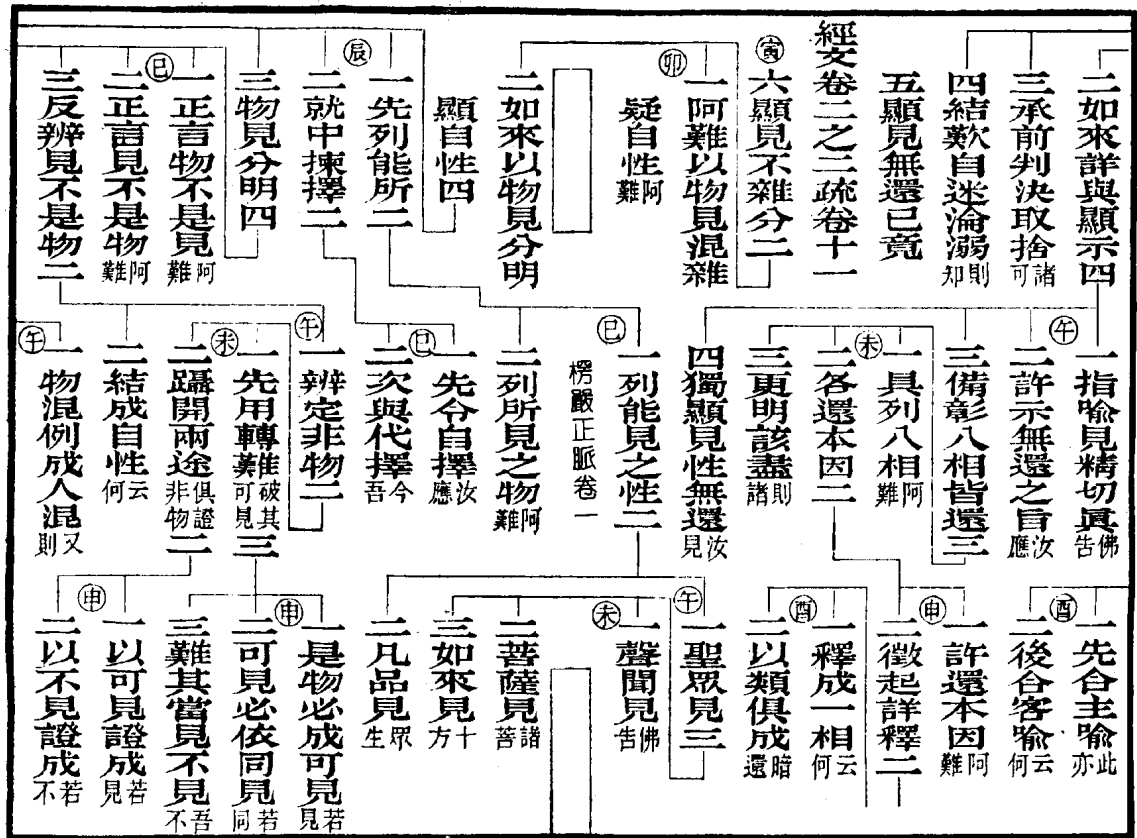 二如來詳與顯示四
三承前判決取捨諸可
四結歎自迷淪溺則知
五顯見無還已竟
經文卷二之二疏卷十一
寅
六顯見不雜分二
卯
一阿難以物見混雜
疑自性阿難
二如來以物見分明
顯自性四
辰
一先列能所二
二就中揀擇二
三物見分明四
巳
一正言物不是見阿難
二正言見不是物阿難
三反辨見不是物二
午
一指喻見精切真佛告
二許示無還之旨汝應
三備彰八相皆還三
未
一具列八相阿難
二各還本因二
三更明該盡則諸
四獨顯見性無還汝見
楞嚴正脈卷一
巳
一列能見之性二
二列所見之物阿難
巳
一先令自擇汝應
二次與代擇今吾
午
一辨定非物二
未
一先用轉難破其可見三
二躡開兩途俱證非物二
二結成自性云何
午
一物混例成人混又則
酉
一先合主喻此亦
二後合客喻云何
申
一許還本因阿難
二徵起詳釋二
酉
一釋成一相云何
二以類俱成暗還
午
一聖眾見三
未
一聲聞見佛告
二菩薩見諸菩
三如來見十方
二凡品見眾生
申
一是物必成可見若見
二可見必依同見若同
三難其當見不見吾不
申
一以可見證成若見
二以不見證成若不